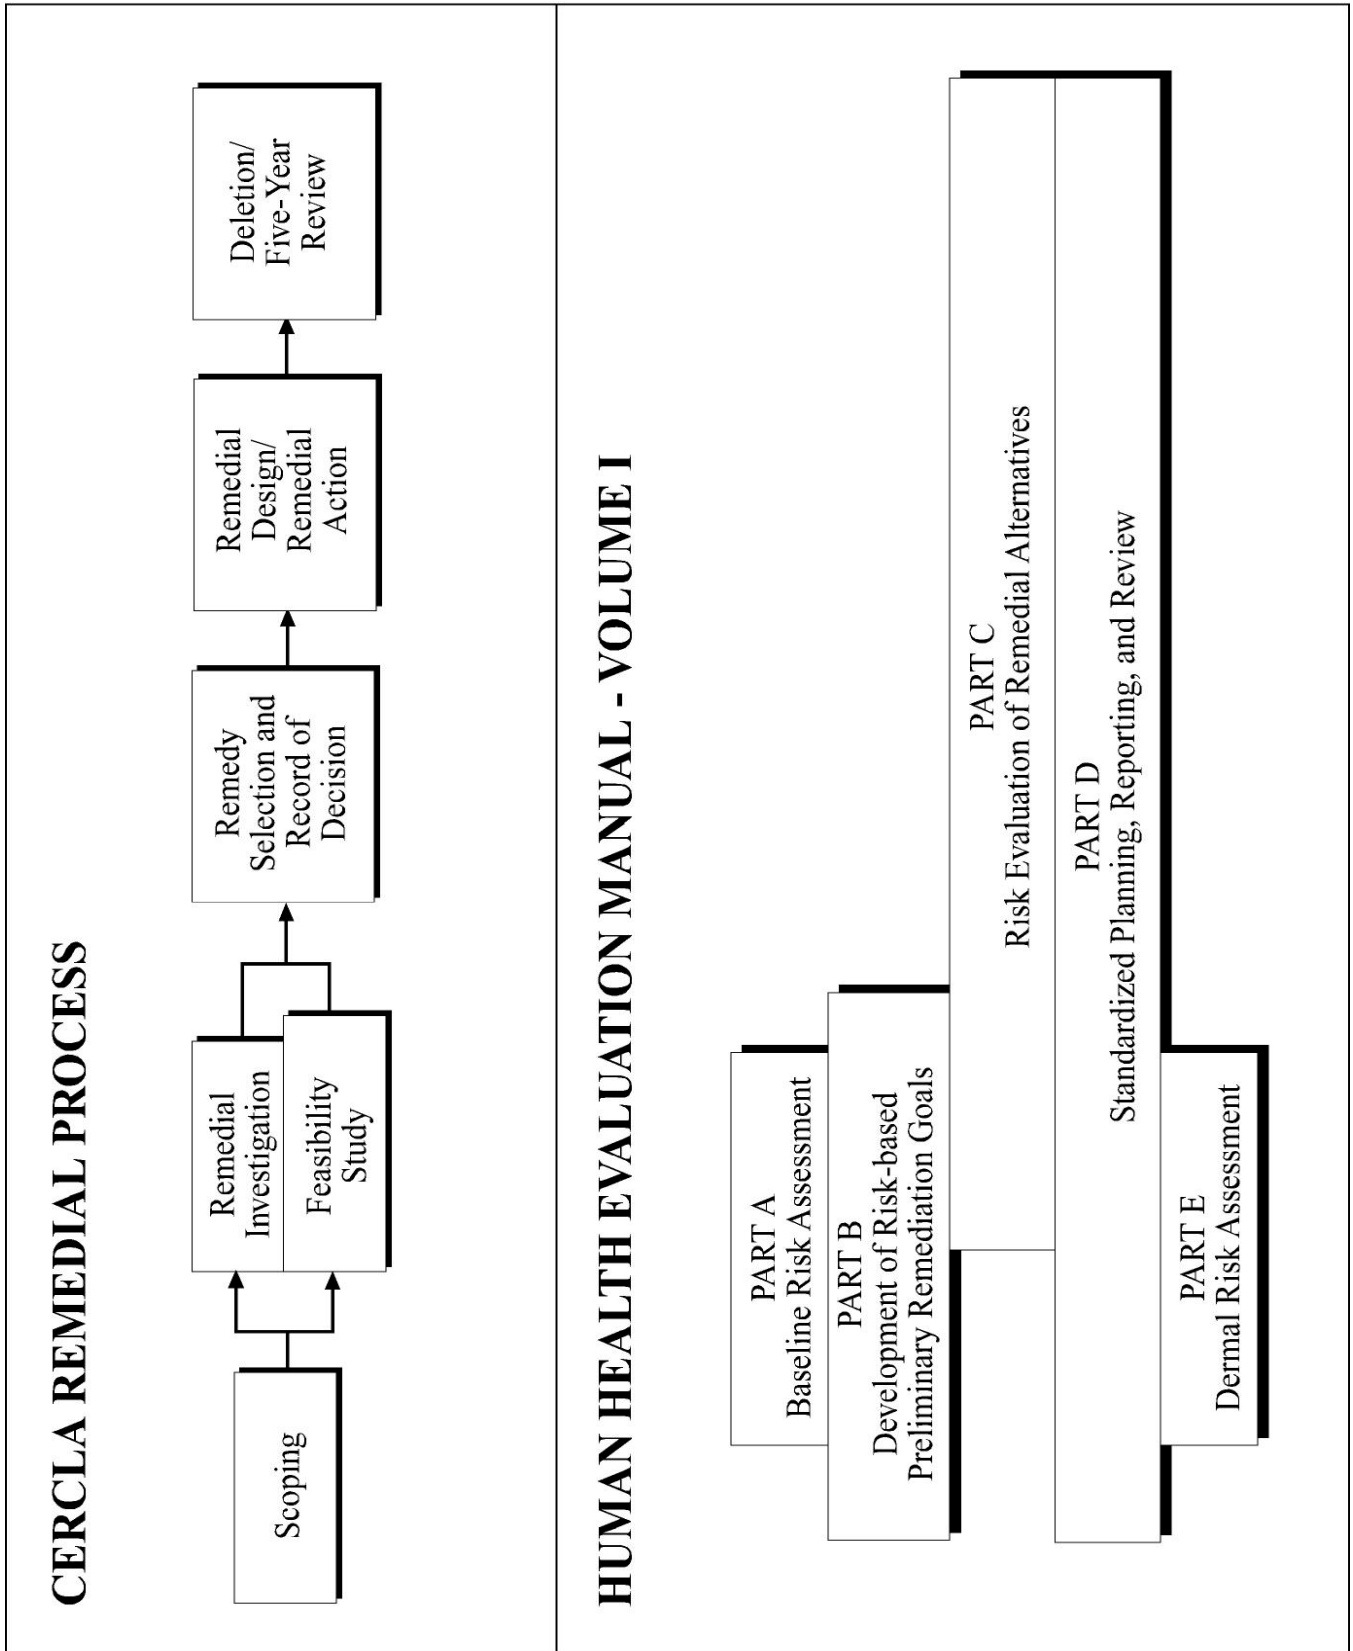 CERCLA REMEDIAL PROCESS
Scoping
Remedial
Investigation
Feasibility
Study
Remedy
Selection and
Record of
Decision
Remedial
Design/
Remedial
Action
Deletion/
Five-Year
Review
HUMAN HEALTH EVALUATION MANUAL - VOLUME I
PART A
Baseline Risk Assessment
PART B
Development of Risk-based
Preliminary Remediation Goals
PART C
Risk Evaluation of Remedial Alternatives
PART D
Standardized Planning, Reporting, and Review
PART E
Dermal Risk Assessment